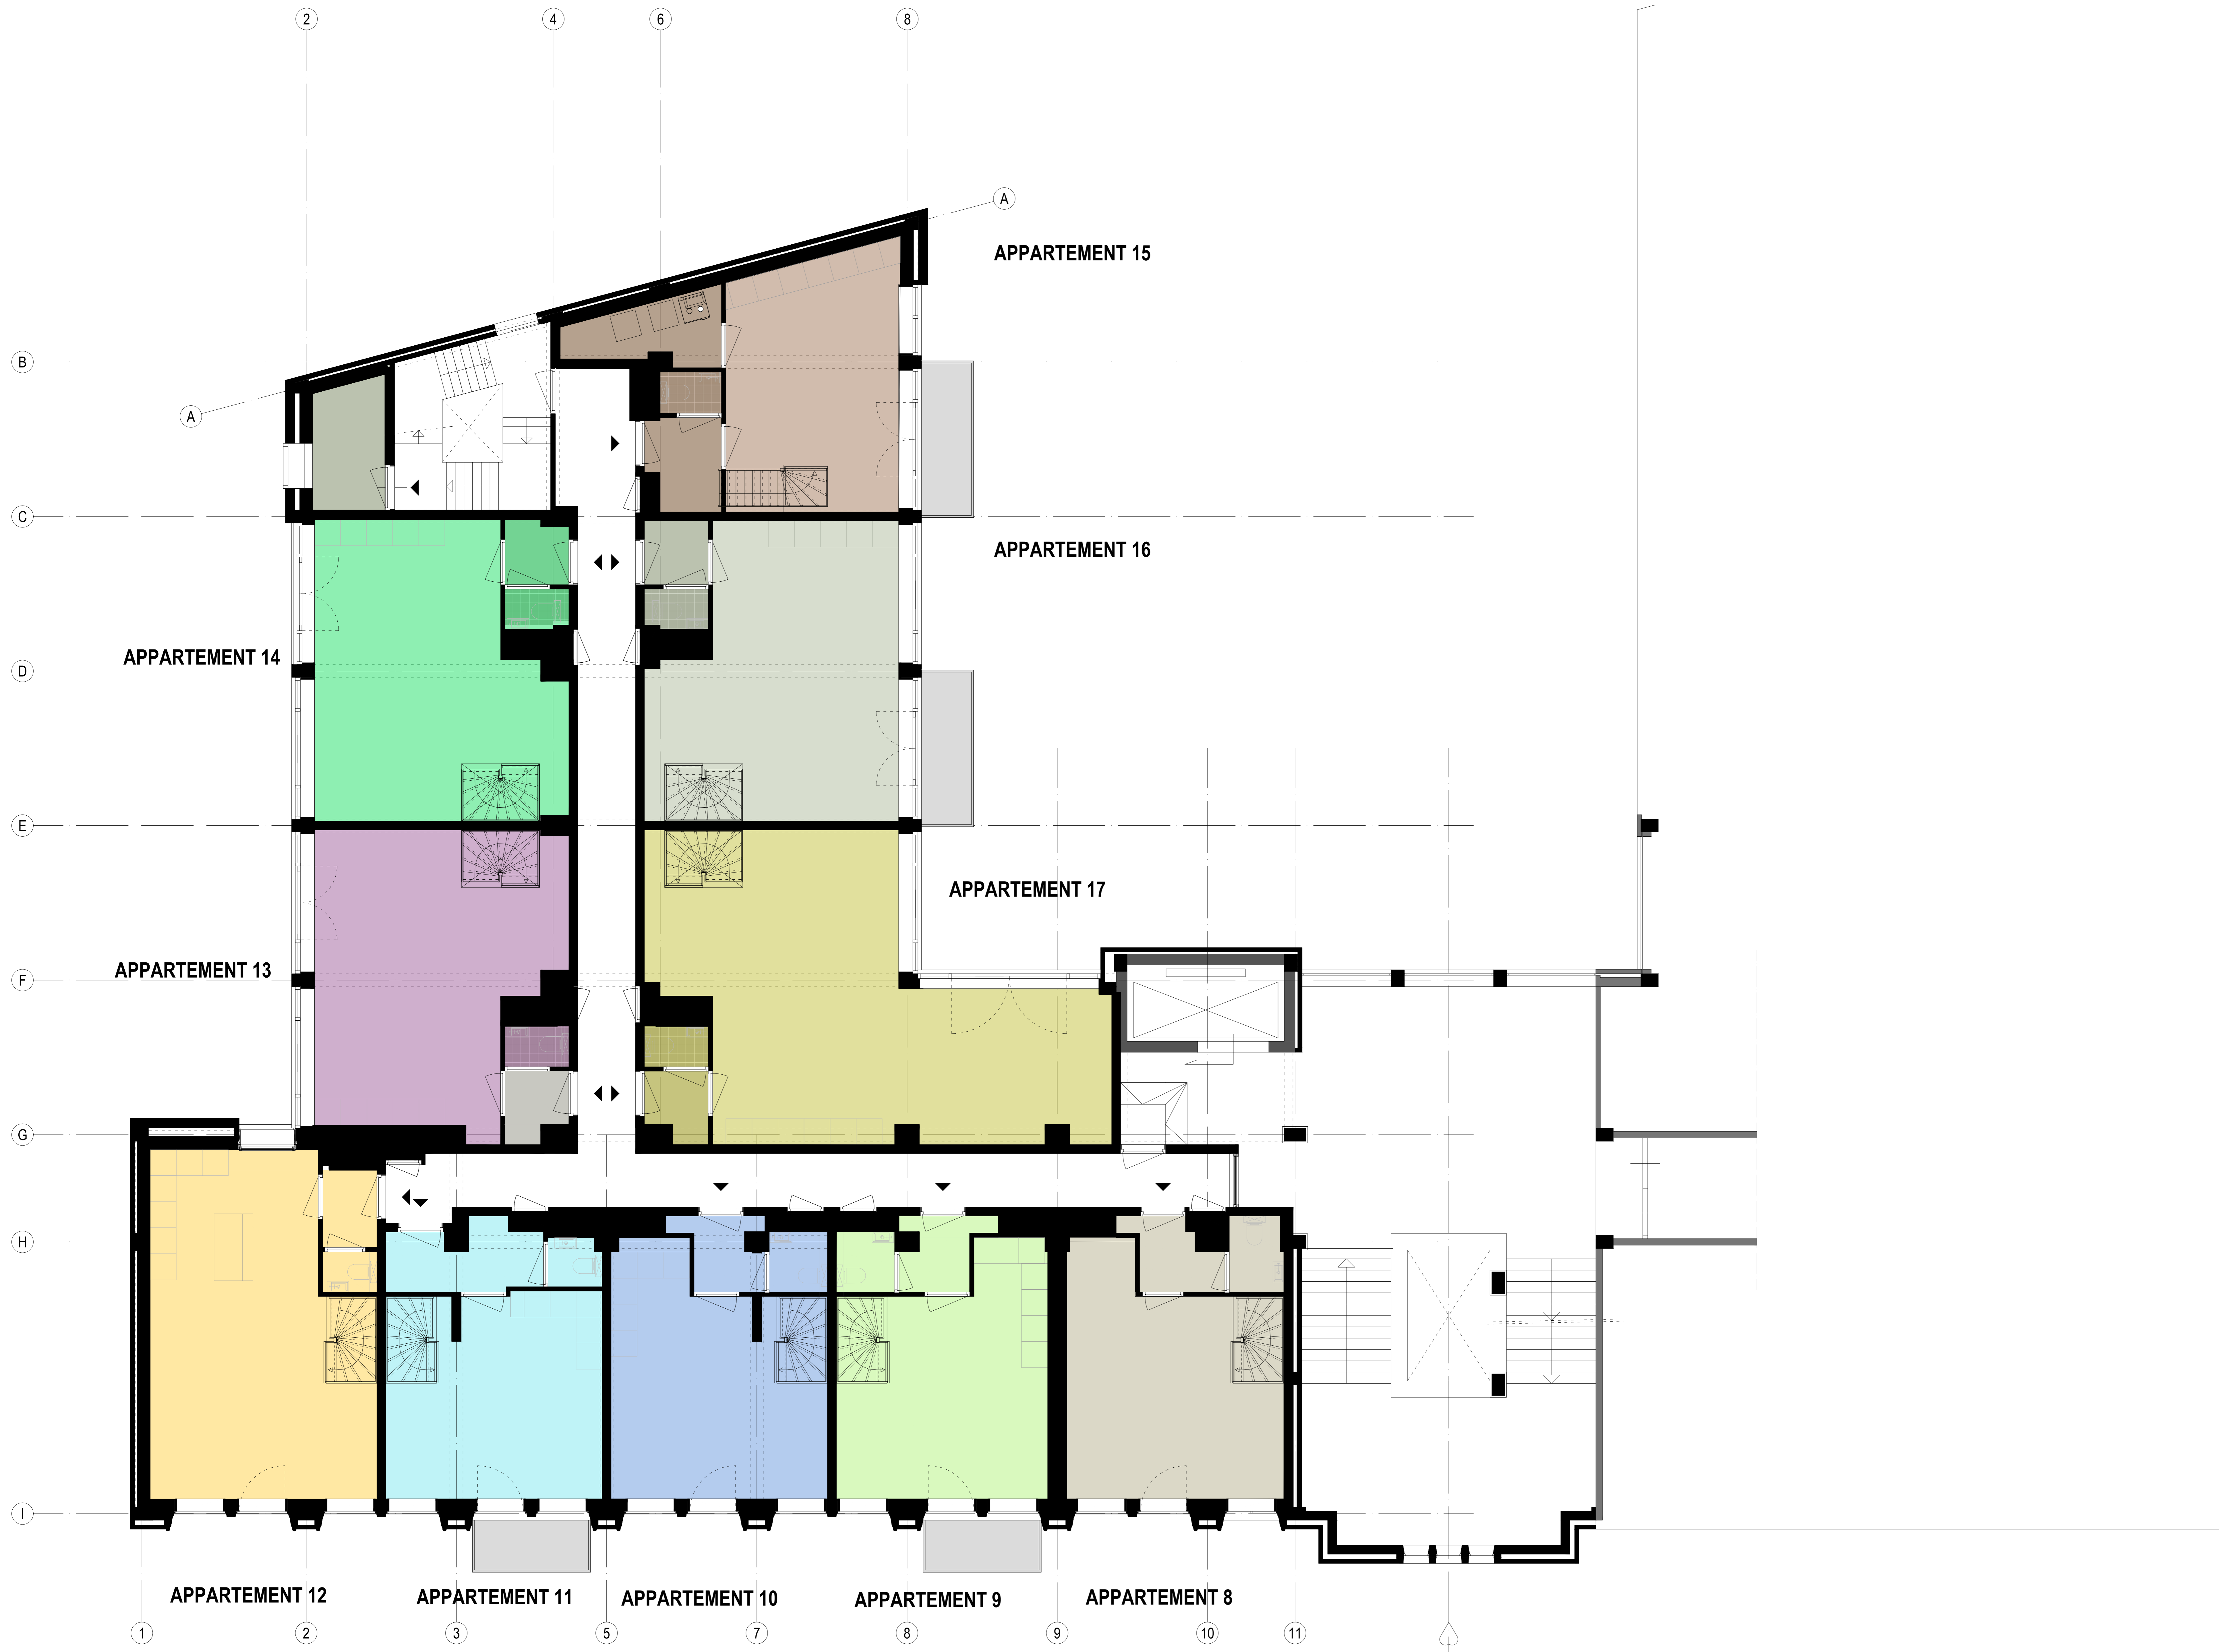 2 4 6 8
A
APPARTEMENT 15
B
A
C
APPARTEMENT 16
APPARTEMENT 14
D
E
APPARTEMENT 17
APPARTEMENT 13
F
G
H
I
APPARTEMENT 12 APPARTEMENT 11 APPARTEMENT 10 APPARTEMENT 9 APPARTEMENT 8
1 2 3 5 7 8 9 10 11